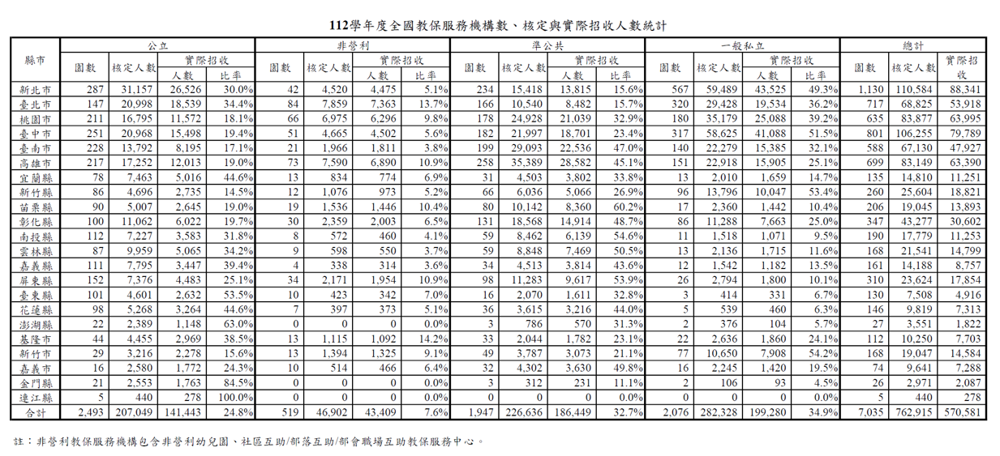 112學年度全國教保服務機構數、核定與實際招收人數統計
縣市 公立 非營利 準公共 一般私立 總計
園數 核定人數 實際招收 園數 核定人數 實際招收 園數 核定人數 實際招收 園數 核定人數 實際招收 園數 核定人數 實際招收
人數 比率 人數 比率 人數 比率 人數 比率
新北市 287 31,157 26,526 30.0% 42 4,520 4,475 5.1% 234 15,418 13,815 15.6% 567 59,489 43,525 49.3% 1,130 110,584 88,341
臺北市 147 20,998 18,539 34.4% 84 7,859 7,363 13.7% 166 10,540 8,482 15.7% 320 29,428 19,534 36.2% 717 68,825 53,918
桃園市 211 16,795 11,572 18.1% 66 6,975 6,296 9.8% 178 24,928 21,039 32.9% 180 35,179 25,088 39.2% 635 83,877 63,995
臺中市 251 20,968 15,498 19.4% 51 4,665 4,502 5.6% 182 21,997 18,701 23.4% 317 58,625 41,088 51.5% 801 106,255 79,789
臺南市 228 13,792 8,195 17.1% 21 1,966 1,811 3.8% 199 29,093 22,536 47.0% 140 22,279 15,385 32.1% 588 67,130 47,927
高雄市 217 17,252 12,013 19.0% 73 7,590 6,890 10.9% 258 35,389 28,582 45.1% 151 22,918 15,905 25.1% 699 83,149 63,390
宜蘭縣 78 7,463 5,016 44.6% 13 834 774 6.9% 31 4,503 3,802 33.8% 13 2,010 1,659 14.7% 135 14,810 11,251
新竹縣 86 4,696 2,735 14.5% 12 1,076 973 5.2% 66 6,036 5,066 26.9% 96 13,796 10,047 53.4% 260 25,604 18,821
苗栗縣 90 5,007 2,645 19.0% 19 1,536 1,446 10.4% 80 10,142 8,360 60.2% 17 2,360 1,442 10.4% 206 19,045 13,893
彰化縣 100 11,062 6,022 19.7% 30 2,359 2,003 6.5% 131 18,568 14,914 48.7% 86 11,288 7,663 25.0% 347 43,277 30,602
南投縣 112 7,227 3,583 31.8% 8 572 460 4.1% 59 8,462 6,139 54.6% 11 1,518 1,071 9.5% 190 17,779 11,253
雲林縣 87 9,959 5,065 34.2% 9 598 550 3.7% 59 8,848 7,469 50.5% 13 2,136 1,715 11.6% 168 21,541 14,799
嘉義縣 111 7,795 3,447 39.4% 4 338 314 3.6% 34 4,513 3,814 43.6% 12 1,542 1,182 13.5% 161 14,188 8,757
屏東縣 152 7,376 4,483 25.1% 34 2,171 1,954 10.9% 98 11,283 9,617 53.9% 26 2,794 1,800 10.1% 310 23,624 17,854
臺東縣 101 4,601 2,632 53.5% 10 423 342 7.0% 16 2,070 1,611 32.8% 3 414 331 6.7% 130 7,508 4,916
花蓮縣 98 5,268 3,264 44.6% 7 397 373 5.1% 36 3,615 3,216 44.0% 5 539 460 6.3% 146 9,819 7,313
澎湖縣 22 2,389 1,148 63.0% 0 0 0 0.0% 3 786 570 31.3% 2 376 104 5.7% 27 3,551 1,822
基隆市 44 4,455 2,969 38.5% 13 1,115 1,092 14.2% 33 2,044 1,782 23.1% 22 2,636 1,860 24.1% 112 10,250 7,703
新竹市 29 3,216 2,278 15.6% 13 1,394 1,325 9.1% 49 3,787 3,073 21.1% 77 10,650 7,908 54.2% 168 19,047 14,584
嘉義市 16 2,580 1,772 24.3% 10 514 466 6.4% 32 4,302 3,630 49.8% 16 2,245 1,420 19.5% 74 9,641 7,288
金門縣 21 2,553 1,763 84.5% 0 0 0 0.0% 3 312 231 11.1% 2 106 93 4.5% 26 2,971 2,087
連江縣 5 440 278 100.0% 0 0 0 0.0% 0 0 0 0.0% 0 0 0 0.0% 5 440 278
合計 2,493 207,049 141,443 24.8% 519 46,902 43,409 7.6% 1,947 226,636 186,449 32.7% 2,076 282,328 199,280 34.9% 7,035 762,915 570,581
註：非營利教保服務機構包含非營利幼兒園、社區互助/部落互助/部會職場互助教保服務中心。